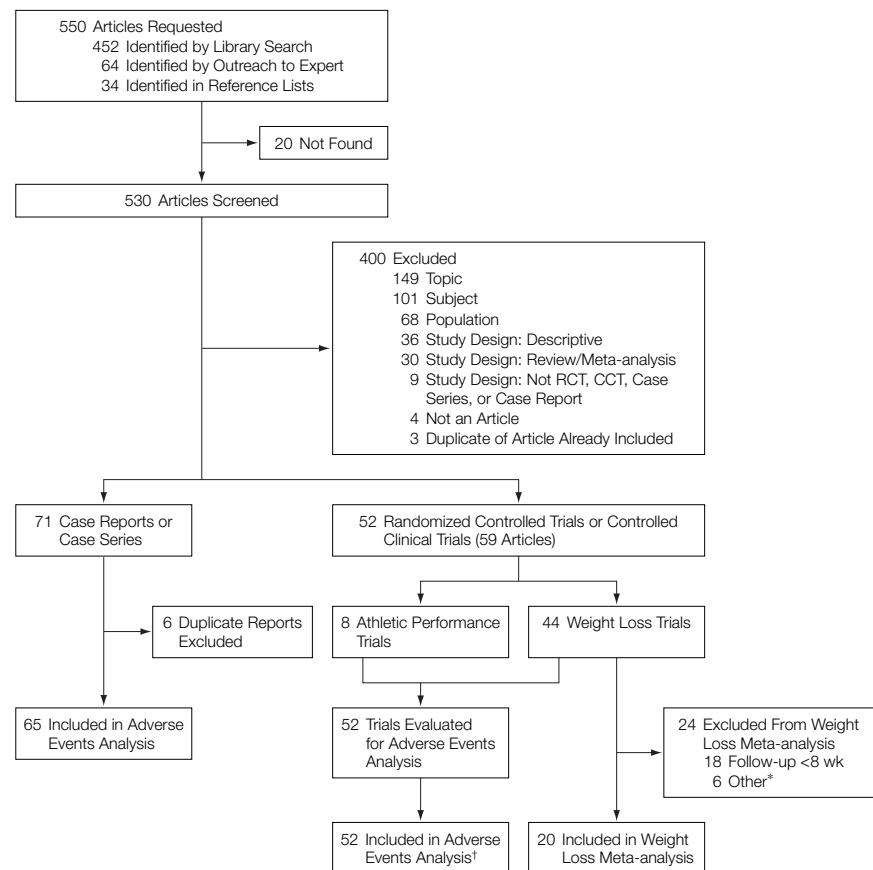 550 Articles Requested
452 Identified by Library Search
64 Identified by Outreach to Expert
34 Identified in Reference Lists
20 Not Found
530 Articles Screened
400 Excluded
149 Topic
101 Subject
68 Population
36 Study Design: Descriptive
30 Study Design: Review/Meta-analysis
9 Study Design: Not RCT, CCT, Case
Series, or Case Report
4 Not an Article
3 Duplicate of Article Already Included
71 Case Reports or
Case Series
52 Randomized Controlled Trials or Controlled
Clinical Trials (59 Articles)
6 Duplicate Reports
Excluded
8 Athletic Performance
Trials
44 Weight Loss Trials
65 Included in Adverse
Events Analysis
52 Trials Evaluated
for Adverse Events
Analysis
24 Excluded From Weight
Loss Meta-analysis
18 Follow-up <8 wk
6 Other*
52 Included in Adverse
Events Analysis†
20 Included in Weight
Loss Meta-analysis